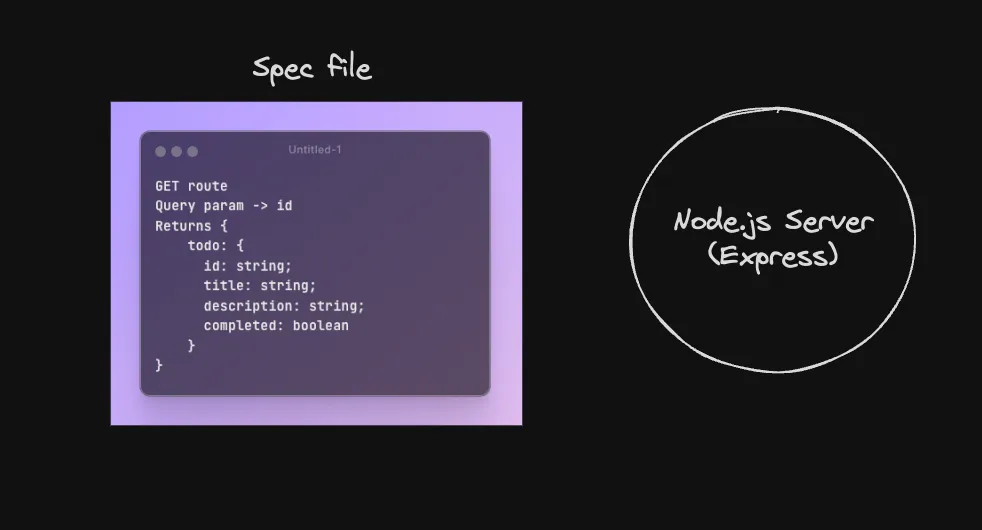 Spec file
Untitled-1
GET route
Query param -> id
Returns {
    todo: {
      id: string;
      title: string;
      description: string;
      completed: boolean
    }
}
Node.js Server
(Express)